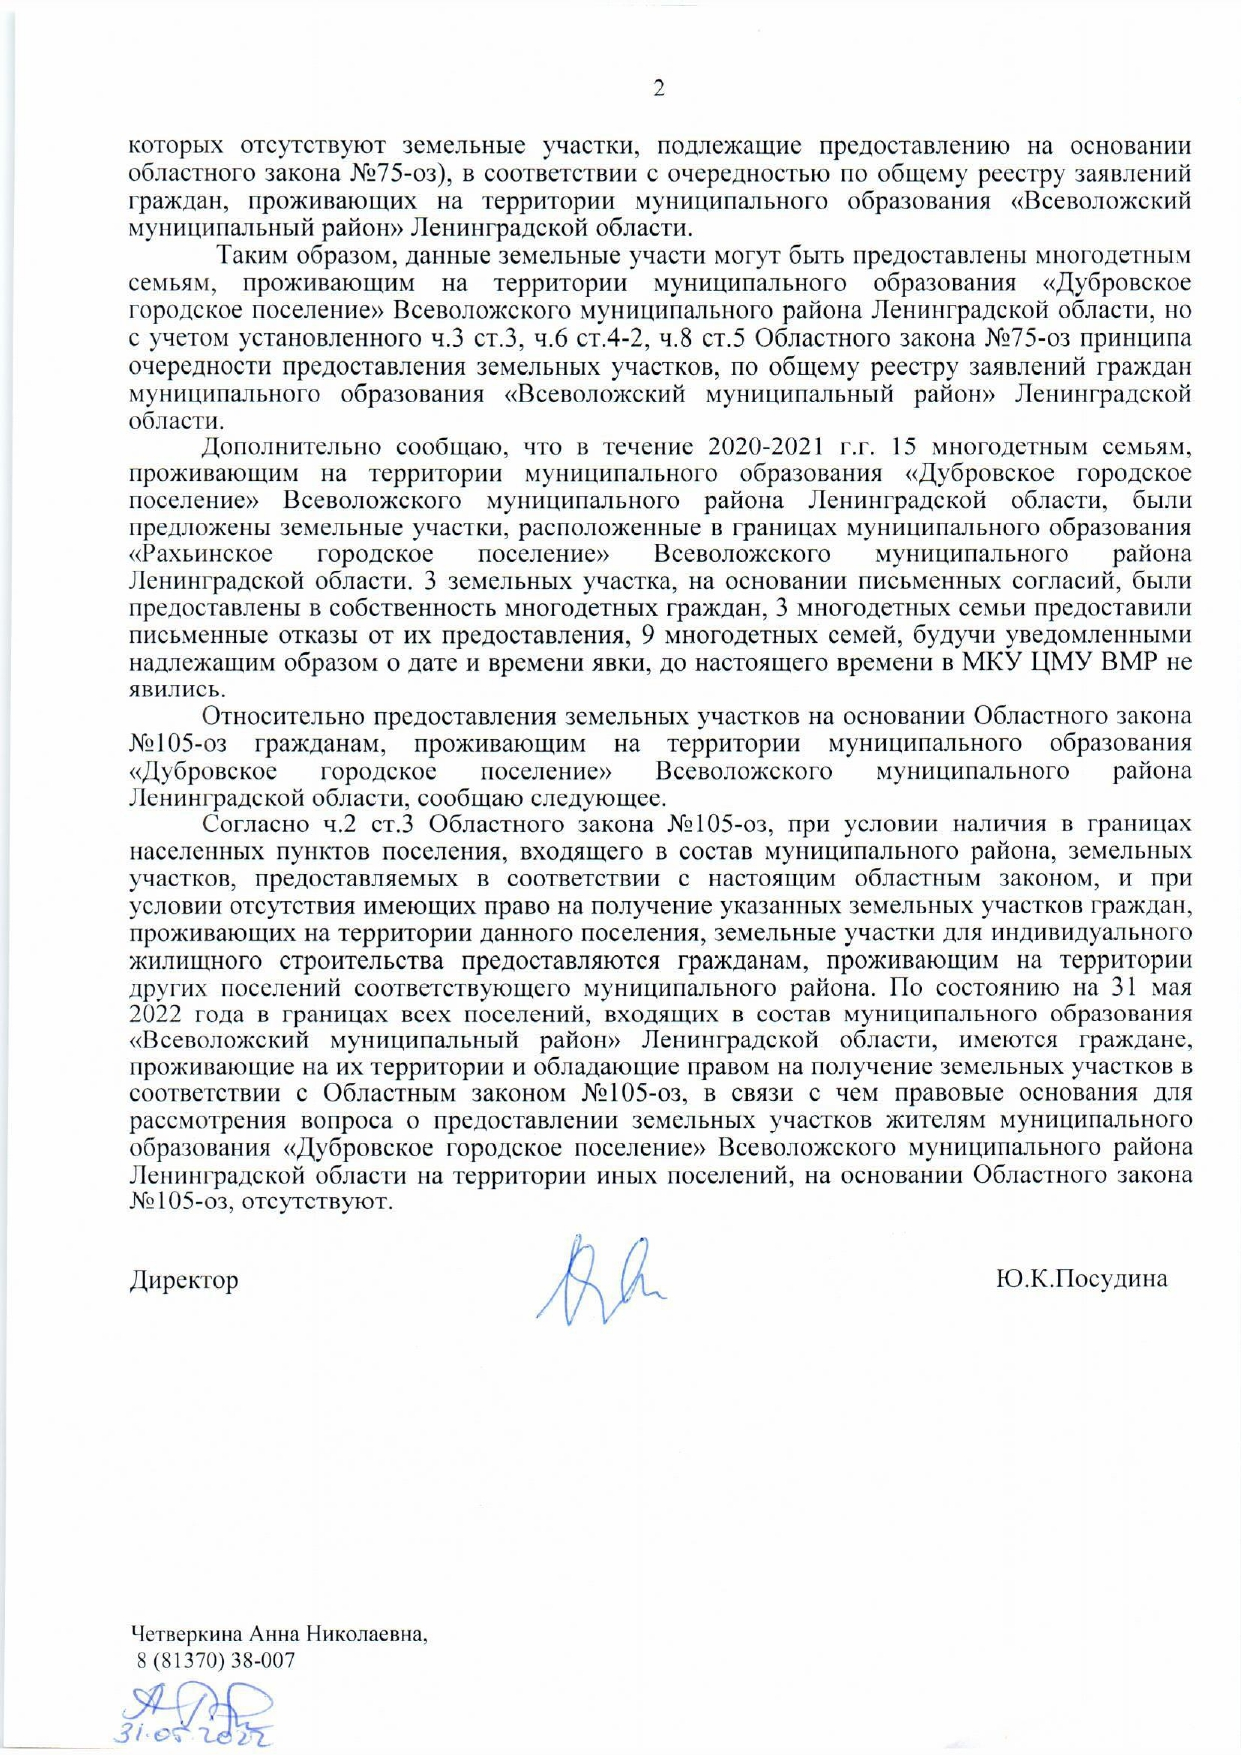 2
которых отсутствуют земельные участки, подлежащие предоставлению на основании
областного закона №75-оз), в соответствии с очередностью по общему реестру заявлений
граждан, проживающих на территории муниципального образования «Всеволожский
муниципальный район» Ленинградской области.
Таким образом, данные земельные участи могут быть предоставлены многодетным
семьям, проживающим на территории муниципального образования «Дубровское
городское поселение» Всеволожского муниципального района Ленинградской области, но
с учетом установленного ч.3 ст.3, ч.6 ст.4-2, ч.8 ст.5 Областного закона №75-оз принципа
очередности предоставления земельных участков, по общему реестру заявлений граждан
муниципального образования «Всеволожский муниципальный район» Ленинградской
области.
Дополнительно сообщаю, что в течение 2020-2021 г.г. 15 многодетным семьям,
проживающим на территории муниципального образования «Дубровское городское
поселение» Всеволожского муниципального района Ленинградской области, были
предложены земельные участки, расположенные в границах муниципального образования
«Рахьинское городское поселение» Всеволожского муниципального района
Ленинградской области. 3 земельных участка, на основании письменных согласий, были
предоставлены в собственность многодетных граждан, 3 многодетных семьи предоставили
письменные отказы от их предоставления, 9 многодетных семей, будучи уведомленными
надлежащим образом о дате и времени явки, до настоящего времени в МКУ ЦМУ ВМР не
явились.
Относительно предоставления земельных участков на основании Областного закона
№105-оз гражданам, проживающим на территории муниципального образования
«Дубровское городское поселение» Всеволожского муниципального района
Ленинградской области, сообщаю следующее.
Согласно ч.2 ст.3 Областного закона №105-оз, при условии наличия в границах
населенных пунктов поселения, входящего в состав муниципального района, земельных
участков, предоставляемых в соответствии с настоящим областным законом, и при
условии отсутствия имеющих право на получение указанных земельных участков граждан,
проживающих на территории данного поселения, земельные участки для индивидуального
жилищного строительства предоставляются гражданам, проживающим на территории
других поселений соответствующего муниципального района. По состоянию на 31 мая
2022 года в границах всех поселений, входящих в состав муниципального образования
«Всеволожский муниципальный район» Ленинградской области, имеются граждане,
проживающие на их территории и обладающие правом на получение земельных участков в
соответствии с Областным законом №105-оз, в связи с чем правовые основания для
рассмотрения вопроса о предоставлении земельных участков жителям муниципального
образования «Дубровское городское поселение» Всеволожского муниципального района
Ленинградской области на территории иных поселений, на основании Областного закона
№105-оз, отсутствуют.
Директор Ю.К.Посудина
Четверкина Анна Николаевна,
8 (81370) 38-007
31.05.2022